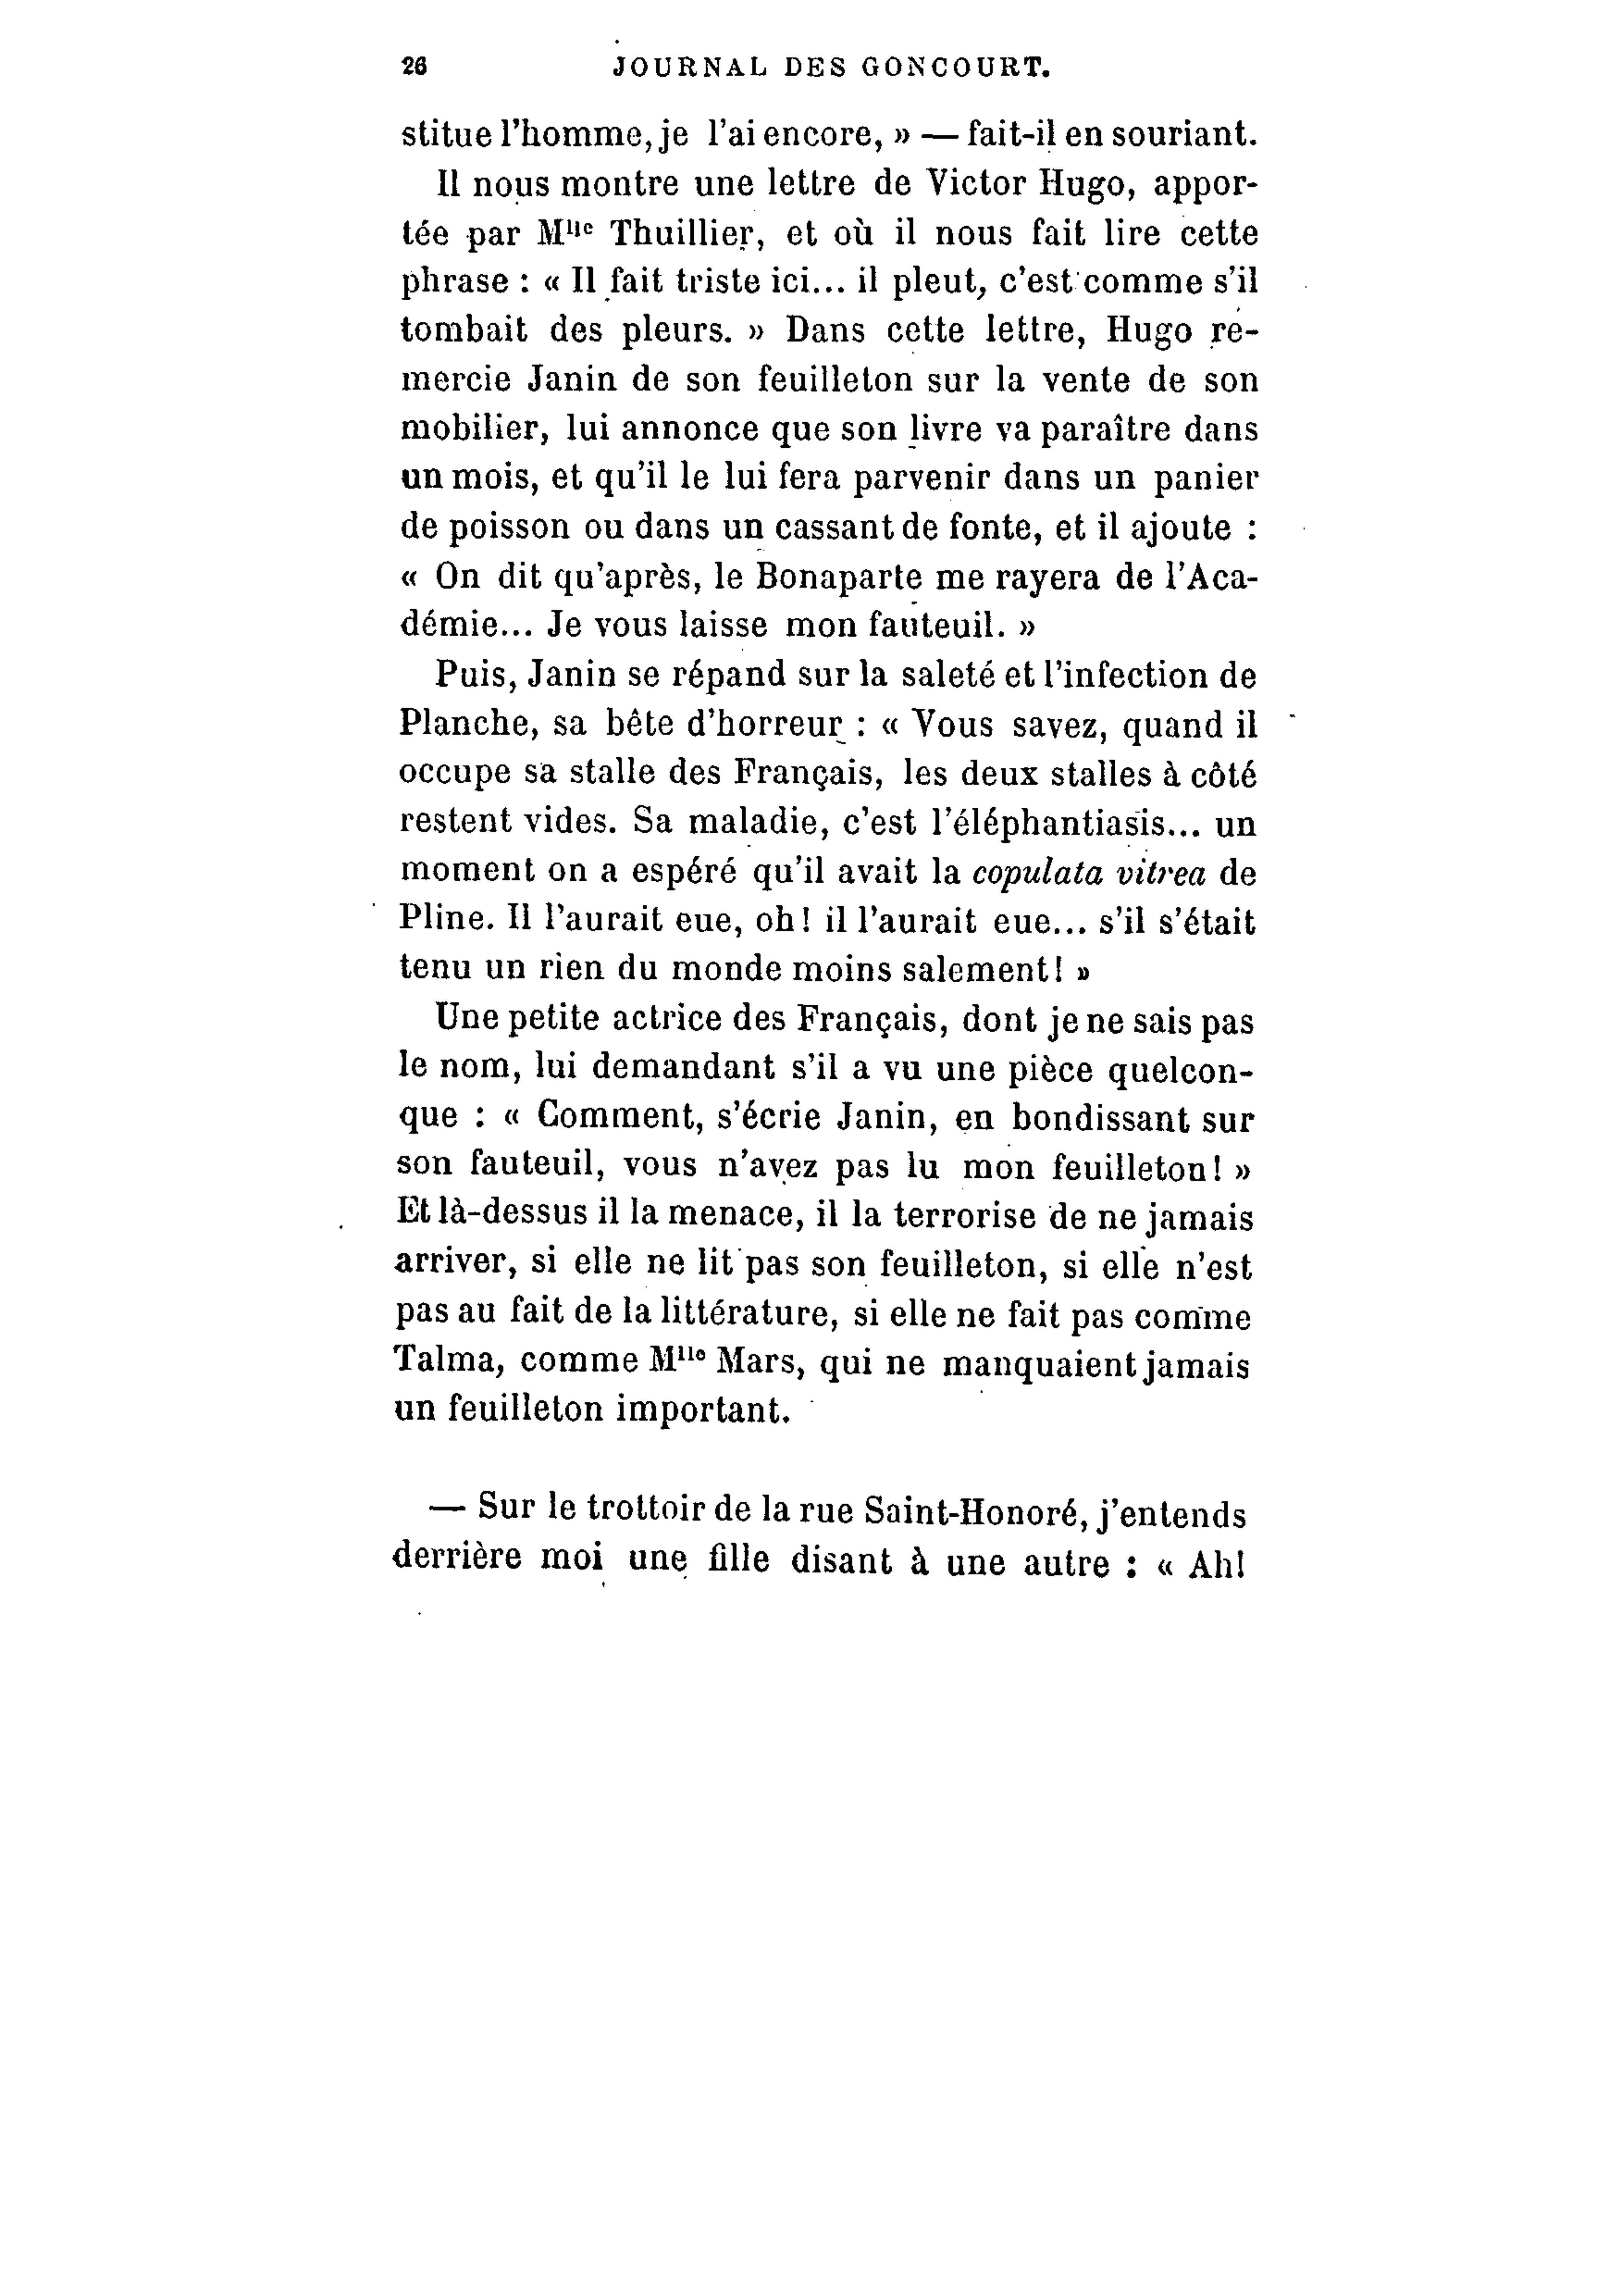 26 JOURNAL DES GONCOURT.
stitue l'homme, je l'ai encore, » — fait-il en souriant.
Il nous montre une lettre de Victor Hugo, appor-
tée par Mlle Thuillier, et où il nous fait lire cette
phrase : « Il fait triste ici... il pleut, c'est comme s'il
tombait des pleurs. » Dans cette lettre, Hugo re-
mercie Janin de son feuilleton sur la vente de son
mobilier, lui annonce que son livre va paraître dans
un mois, et qu'il le lui fera parvenir dans un panier
de poisson ou dans un cassant de fonte, et il ajoute :
« On dit qu'après, le Bonaparte me rayera de l'Aca-
démie... Je vous laisse mon fauteuil. »
Puis, Janin se répand sur la saleté et l'infection de
Planche, sa bête d'horreur : « Vous savez, quand il
occupe sa stalle des Français, les deux stalles à côté
restent vides. Sa maladie, c'est l'éléphantiasis... un
moment on a espéré qu'il avait la copulata vitrea de
Pline. Il l'aurait eue, oh! il l'aurait eue... s'il s'était
tenu un rien du monde moins salement! »
Une petite actrice des Français, dont je ne sais pas
le nom, lui demandant s'il a vu une pièce quelcon-
que : « Comment, s'écrie Janin, en bondissant sur
son fauteuil, vous n'avez pas lu mon feuilleton! »
Et là-dessus il la menace, il la terrorise de ne jamais
arriver, si elle ne lit pas son feuilleton, si elle n'est
pas au fait de la littérature, si elle ne fait pas comme
Talma, comme Mlle Mars, qui ne manquaient jamais
un feuilleton important.
— Sur le trottoir de la rue Saint-Honoré, j'entends
derrière moi une fille disant à une autre : « Ah!